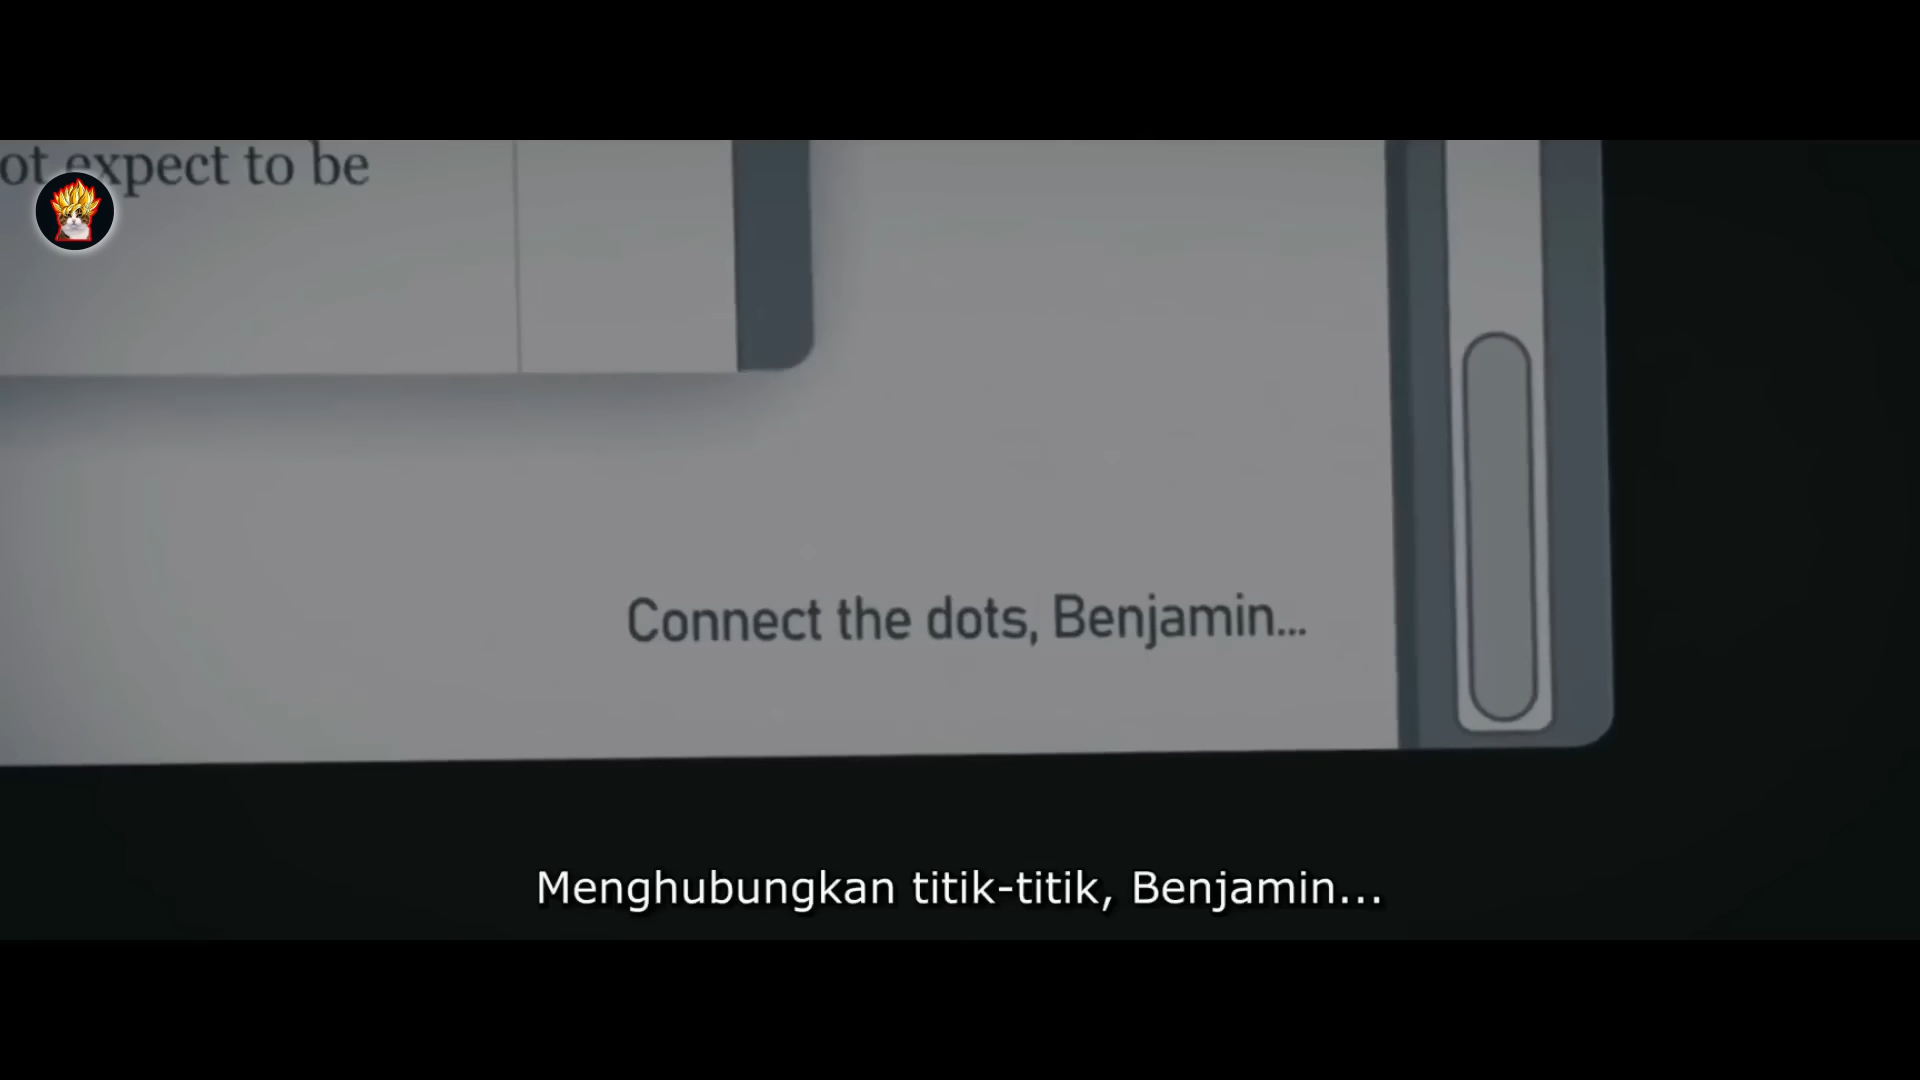 ot expect to be
Connect the dots, Benjamin...
Menghubungkan titik-titik, Benjamin...